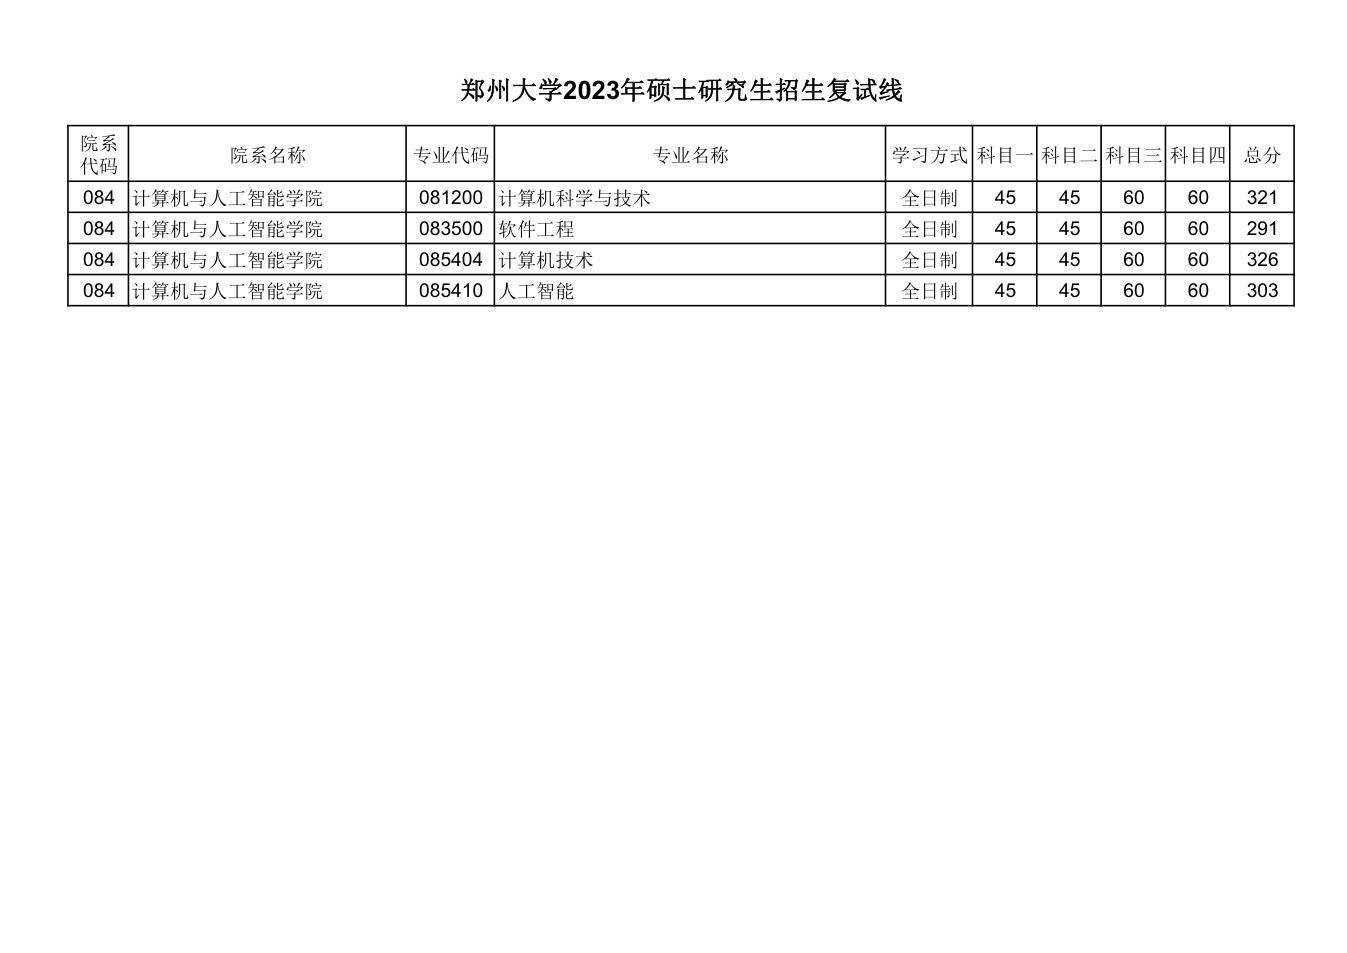 郑州大学2023年硕士研究生招生复试线
院系代码 院系名称 专业代码 专业名称 学习方式 科目一 科目二 科目三 科目四 总分
084 计算机与人工智能学院 081200 计算机科学与技术 全日制 45 45 60 60 321
084 计算机与人工智能学院 083500 软件工程 全日制 45 45 60 60 291
084 计算机与人工智能学院 085404 计算机技术 全日制 45 45 60 60 326
084 计算机与人工智能学院 085410 人工智能 全日制 45 45 60 60 303